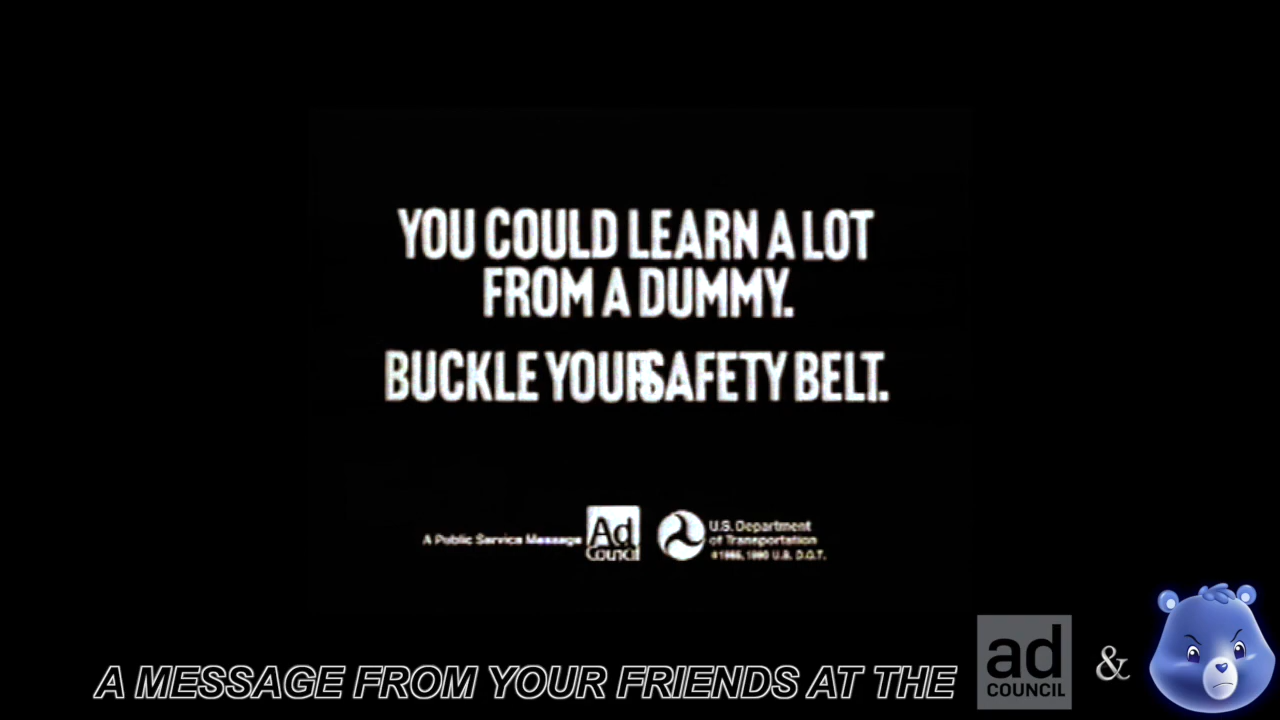 YOU COULD LEARN A LOT
FROM A DUMMY.
BUCKLE YOUR SAFETY BELT.
A Public Service Message
Ad
Council
U.S. Department
of Transportation
U.S. D.O.T.
A MESSAGE FROM YOUR FRIENDS AT THE
ad
COUNCIL
&